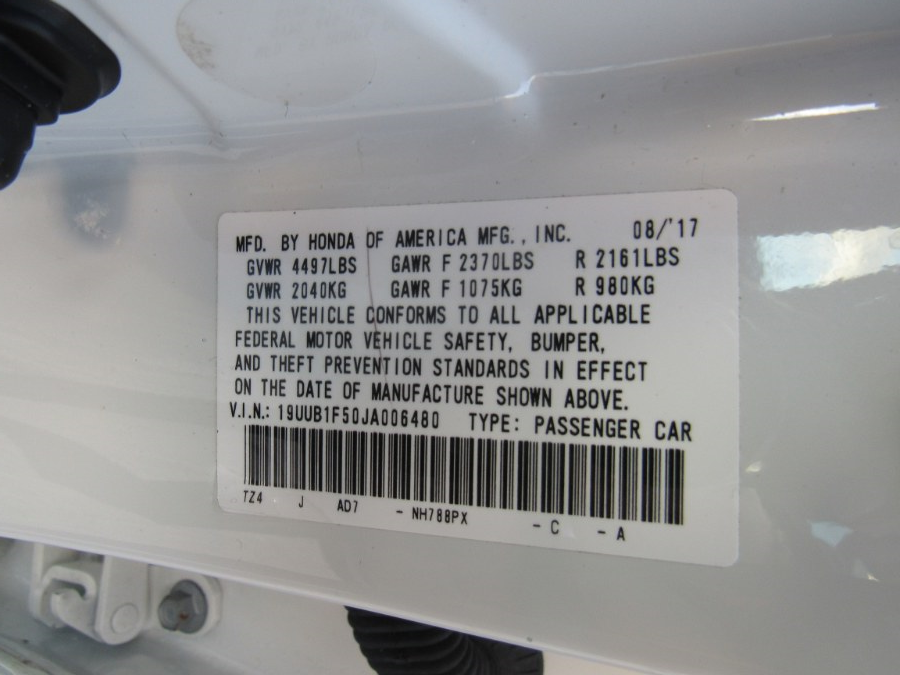 MFD. BY HONDA OF AMERICA MFG., INC. 08/'17
GVWR 4497LBS GAWR F 2370LBS R 2161LBS
GVWR 2040KG GAWR F 1075KG R 980KG
THIS VEHICLE CONFORMS TO ALL APPLICABLE
FEDERAL MOTOR VEHICLE SAFETY, BUMPER,
AND THEFT PREVENTION STANDARDS IN EFFECT
ON THE DATE OF MANUFACTURE SHOWN ABOVE.
V.I.N.: 19UUB1F50JA006480 TYPE: PASSENGER CAR
TZ4 J AD7 - NH788PX - C - A